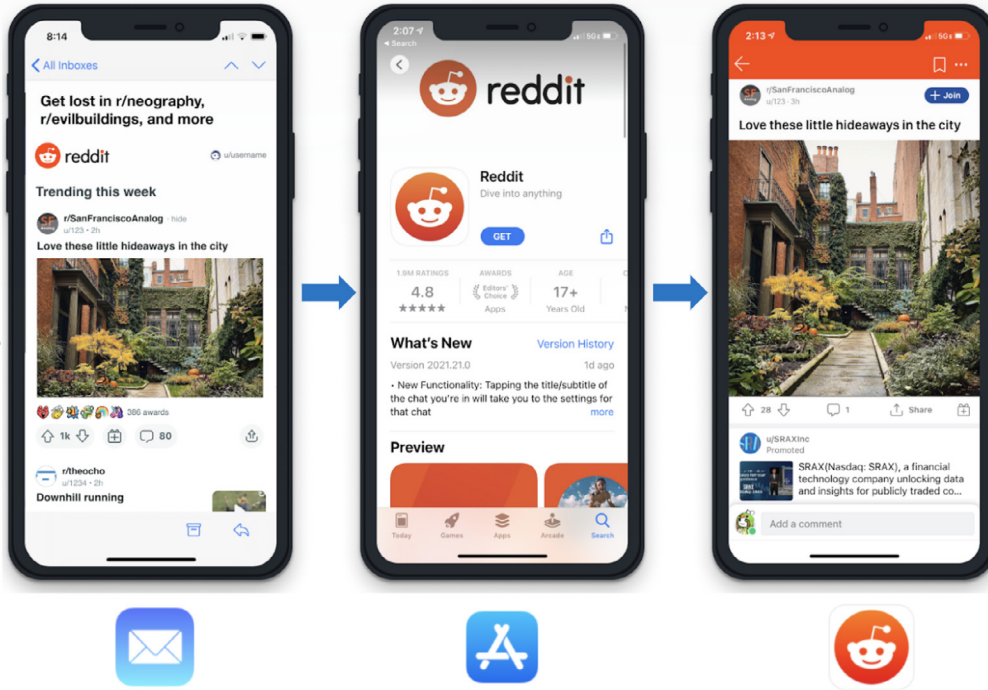 8:14
All Inboxes
Get lost in r/neography,
r/evilbuildings, and more
reddit
u/username
Trending this week
SF
r/SanFranciscoAnalog · hide
u/123 • 2h
Love these little hideaways in the city
386 awards
1k
80
r/theocho
u/1234 • 2h
Downhill running
2:07
Search
reddit
Reddit
Dive into anything
GET
1.9M RATINGS
AWARDS
AGE
4.8
Editors'
Choice
17+
★★★★★
Apps
Years Old
What's New
Version History
Version 2021.21.0
1d ago
• New Functionality: Tapping the title/subtitle of
the chat you're in will take you to the settings for
that chat
more
Preview
Today
Games
Apps
Arcade
Search
2:13
SF
r/SanFranciscoAnalog
u/123 · 3h
+ Join
Love these little hideaways in the city
28
1
Share
u/SRAXInc
Promoted
SRAX(Nasdaq: SRAX), a financial
technology company unlocking data
and insights for publicly traded co...
Add a comment